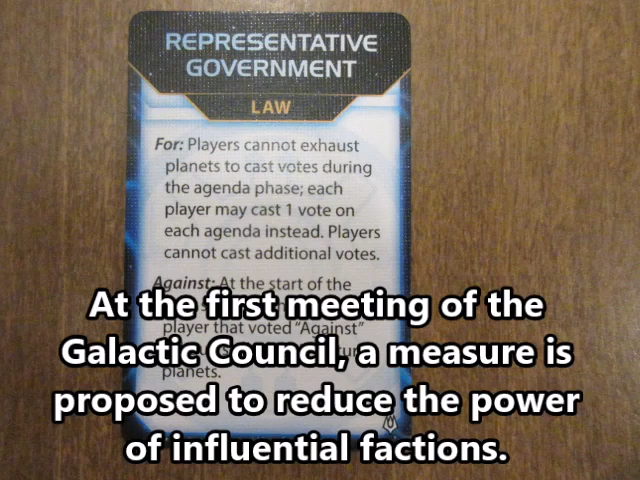 REPRESENTATIVE
GOVERNMENT
LAW
For: Players cannot exhaust
planets to cast votes during
the agenda phase; each
player may cast 1 vote on
each agenda instead. Players
cannot cast additional votes.
Against: At the start of the
player that voted "Against"
planets.
At the first meeting of the
Galactic Council, a measure is
proposed to reduce the power
of influential factions.